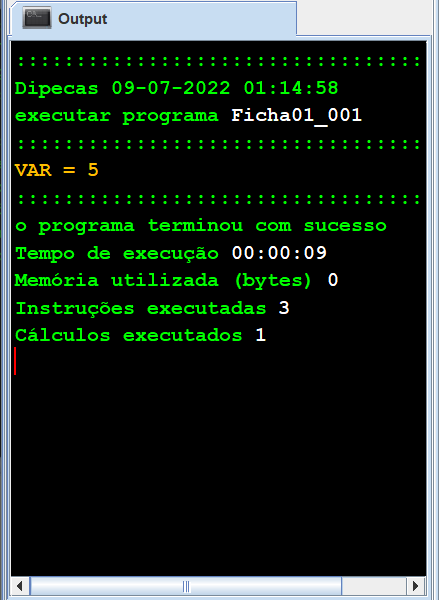 Output
::::::::::::::::::::::::::::::::::
Dipecas 09-07-2022 01:14:58
executar programa Ficha01_001
::::::::::::::::::::::::::::::::::
VAR = 5
::::::::::::::::::::::::::::::::::
o programa terminou com sucesso
Tempo de execução 00:00:09
Memória utilizada (bytes) 0
Instruções executadas 3
Cálculos executados 1